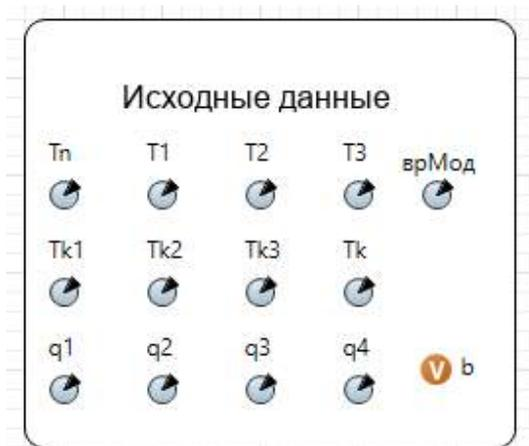 Исходные данные
Tn T1 T2 T3 врМод
Tk1 Tk2 Tk3 Tk
q1 q2 q3 q4
V b